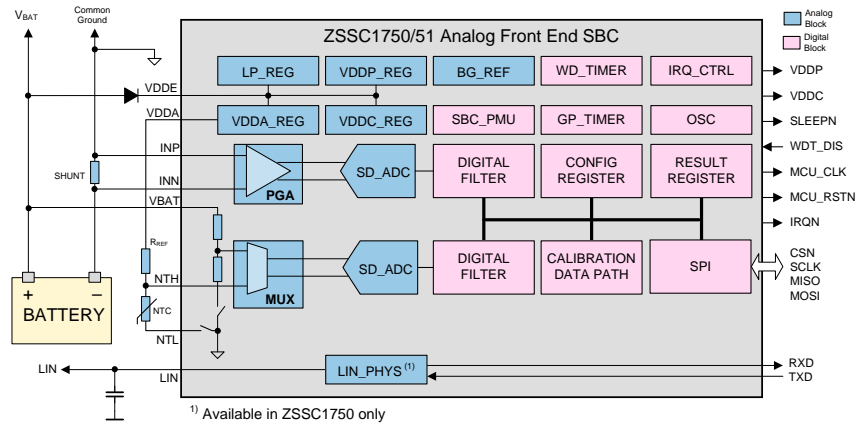 V_BAT
Common
Ground
Analog
Block
Digital
Block
ZSSC1750/51 Analog Front End SBC
LP_REG
VDDP_REG
BG_REF
WD_TIMER
IRQ_CTRL
VDDP
VDDE
VDDC
VDDA
VDDA_REG
VDDC_REG
SBC_PMU
GP_TIMER
OSC
SLEEPN
INP
WDT_DIS
SHUNT
PGA
SD_ADC
DIGITAL
FILTER
CONFIG
REGISTER
RESULT
REGISTER
MCU_CLK
INN
MCU_RSTN
VBAT
IRQN
R_REF
NTH
MUX
SD_ADC
DIGITAL
FILTER
CALIBRATION
DATA PATH
SPI
CSN
SCLK
MISO
MOSI
+
–
BATTERY
NTC
NTL
LIN
LIN
LIN_PHYS (1)
RXD
TXD
1) Available in ZSSC1750 only